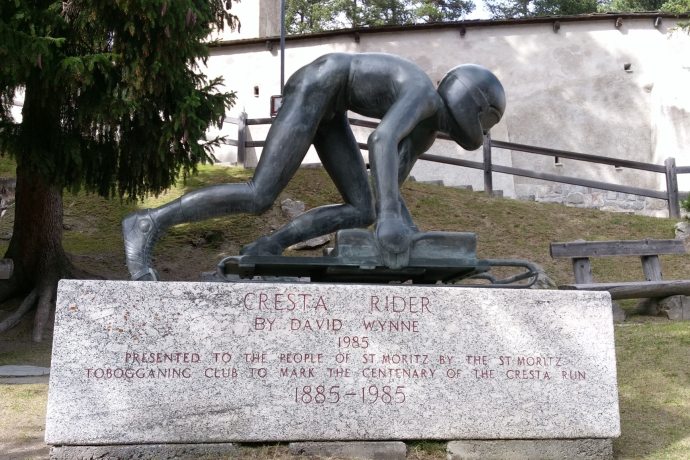 CRESTA RIDER
BY DAVID WYNNE
1985
PRESENTED TO THE PEOPLE OF ST MORITZ BY THE ST MORITZ
TOBOGGANING CLUB TO MARK THE CENTENARY OF THE CRESTA RUN
1885-1985